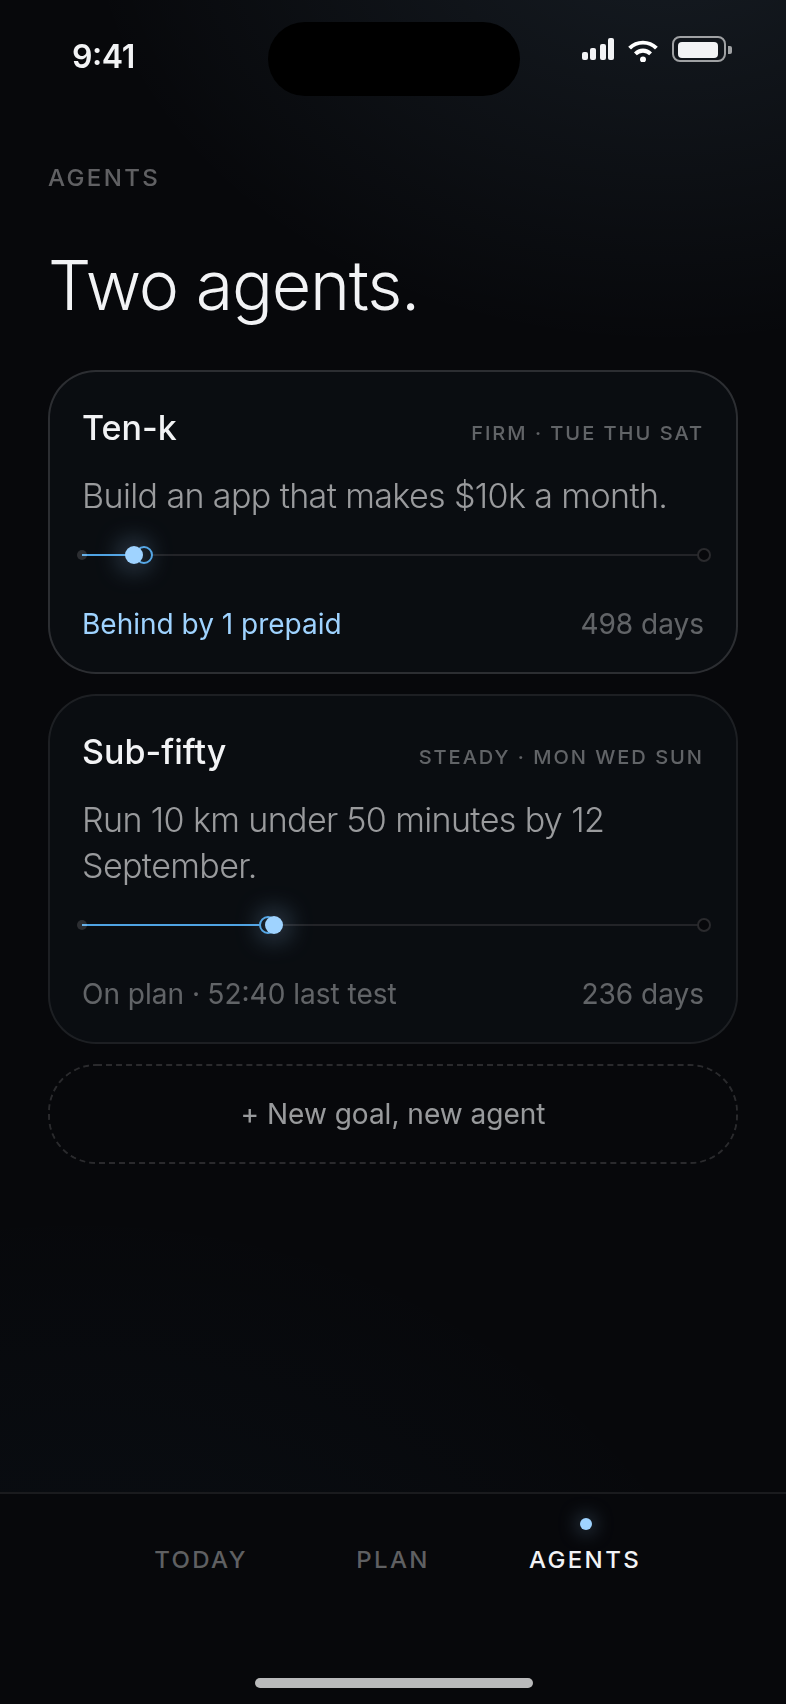 9:41
AGENTS
Two agents.
Ten-k
FIRM · TUE THU SAT
Build an app that makes $10k a month.
Behind by 1 prepaid
498 days
Sub-fifty
STEADY · MON WED SUN
Run 10 km under 50 minutes by 12
September.
On plan · 52:40 last test
236 days
+ New goal, new agent
TODAY
PLAN
AGENTS